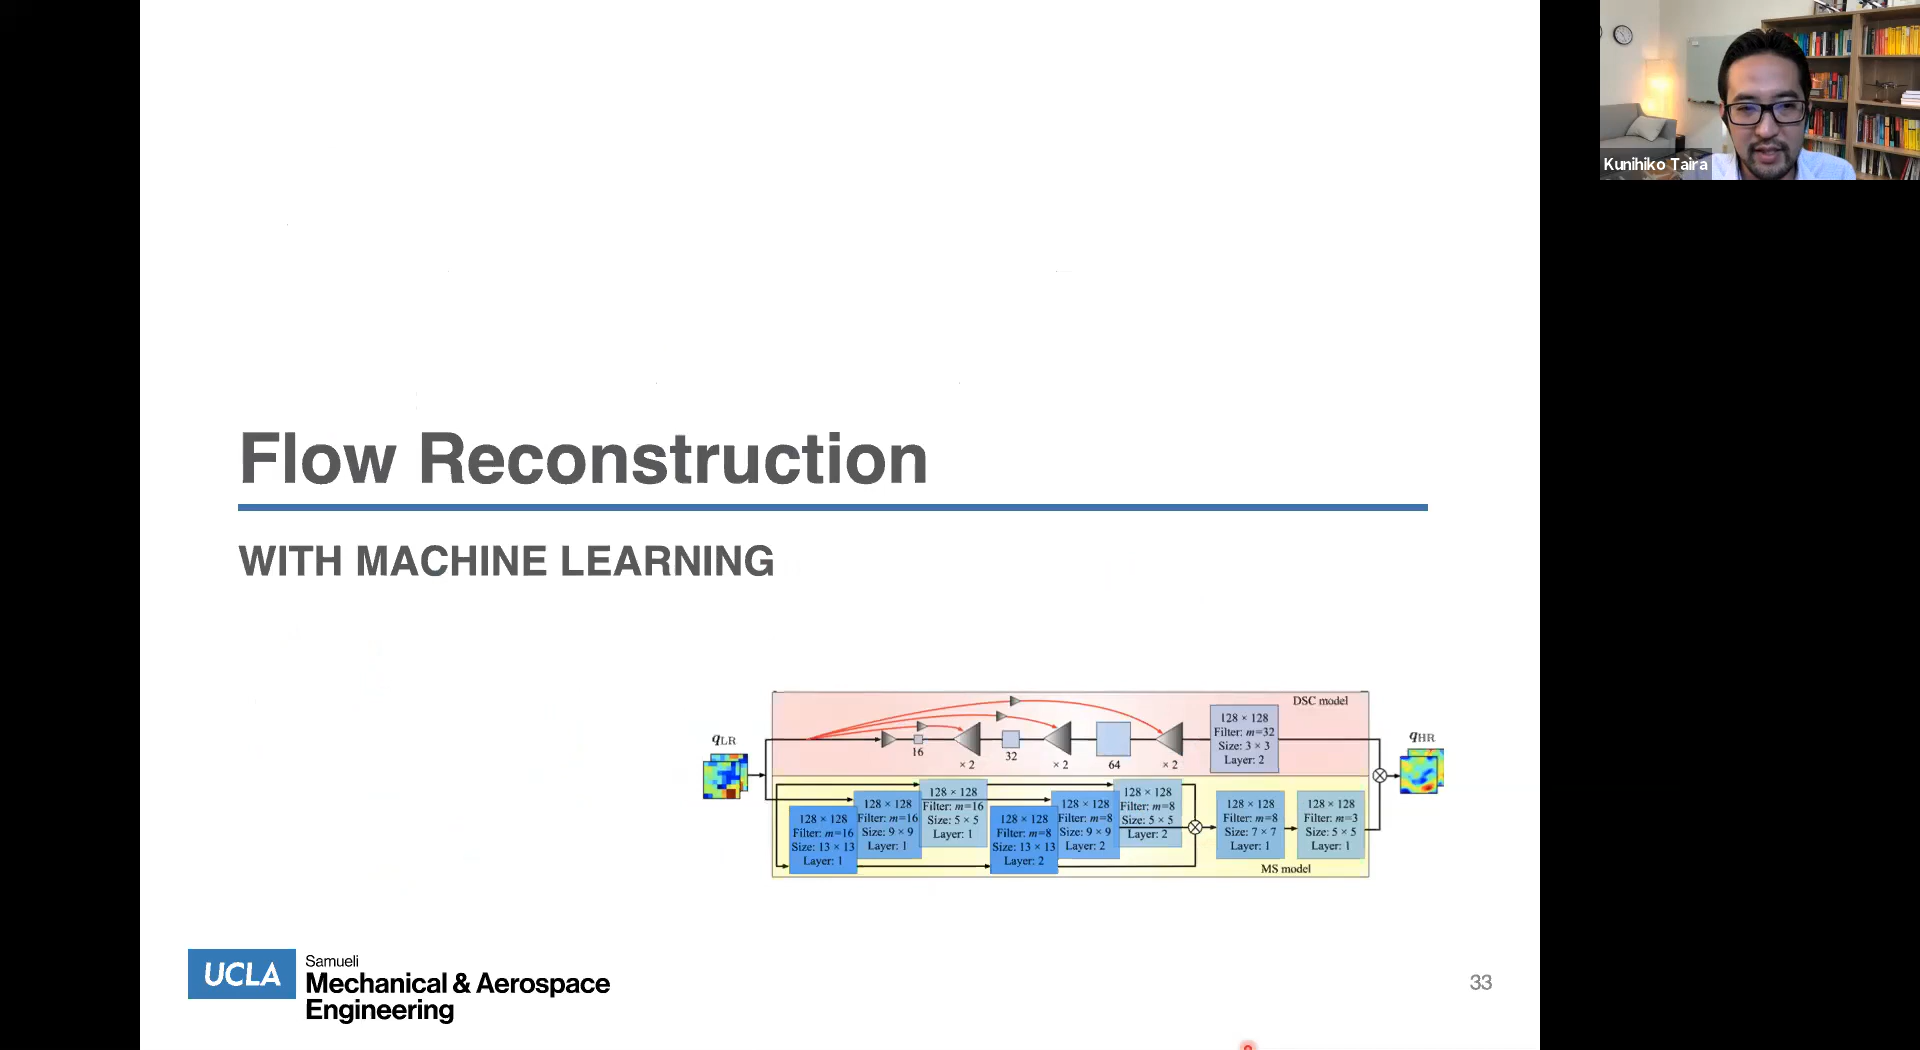 Kunihiko Taira
Flow Reconstruction
WITH MACHINE LEARNING
DSC model
qLR
16
× 2
32
× 2
64
× 2
128 × 128
Filter: m=32
Size: 3 × 3
Layer: 2
qHR
128 × 128
Filter: m=16
Size: 13 × 13
Layer: 1
128 × 128
Filter: m=16
Size: 9 × 9
Layer: 1
128 × 128
Filter: m=16
Size: 5 × 5
Layer: 1
128 × 128
Filter: m=8
Size: 13 × 13
Layer: 2
128 × 128
Filter: m=8
Size: 9 × 9
Layer: 2
128 × 128
Filter: m=8
Size: 5 × 5
Layer: 2
128 × 128
Filter: m=8
Size: 7 × 7
Layer: 1
128 × 128
Filter: m=3
Size: 5 × 5
Layer: 1
MS model
UCLA
Samueli
Mechanical & Aerospace
Engineering
33